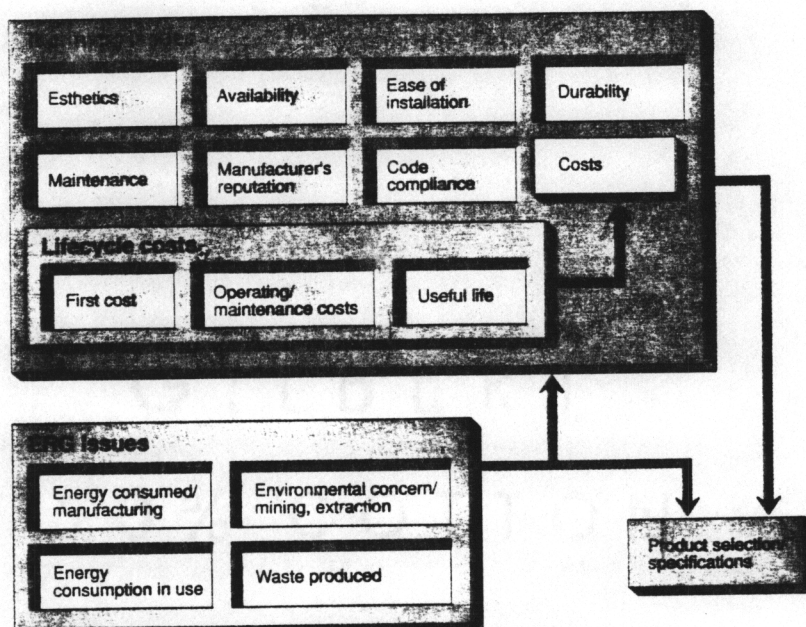 Esthetics
Availability
Ease of
installation
Durability
Maintenance
Manufacturer's
reputation
Code
compliance
Costs
Lifecycle costs
First cost
Operating/
maintenance costs
Useful life
ERG issues
Energy consumed/
manufacturing
Environmental concern/
mining, extraction
Energy
consumption in use
Waste produced
Product selection
specifications